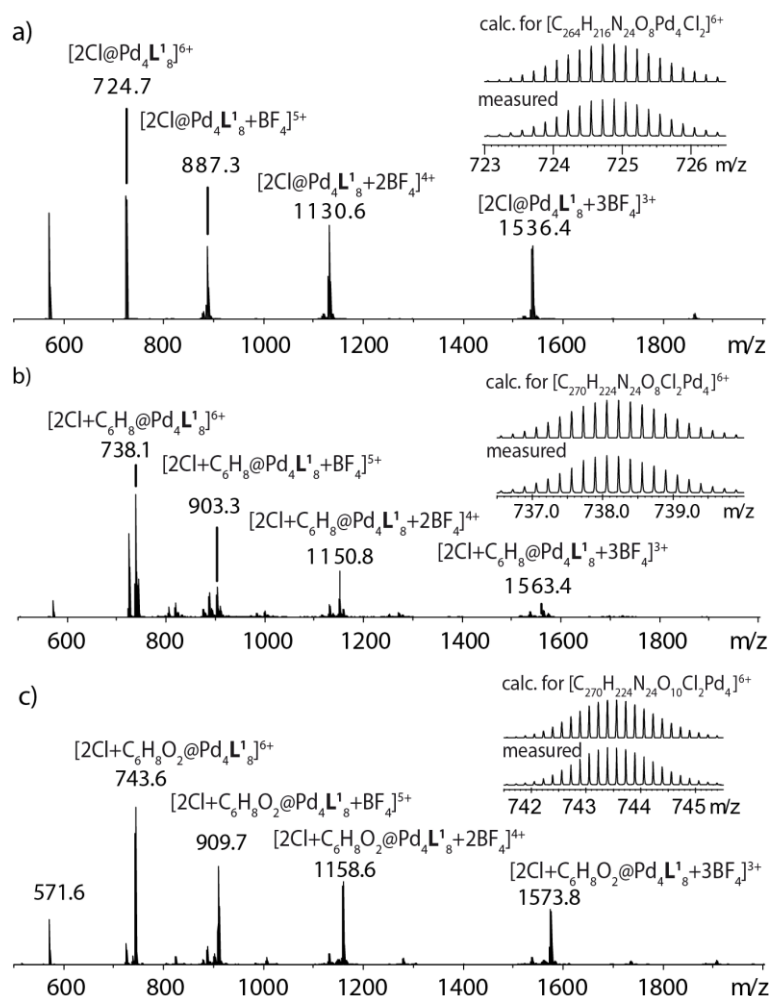 a)
calc. for [C₂₆₄H₂₁₆N₂₄O₈Pd₄Cl₂]⁶⁺
[2Cl@Pd₄L¹₈]⁶⁺
724.7
measured
[2Cl@Pd₄L¹₈+BF₄]⁵⁺
887.3
723 724 725 726 m/z
[2Cl@Pd₄L¹₈+2BF₄]⁴⁺
1130.6
[2Cl@Pd₄L¹₈+3BF₄]³⁺
1536.4
600 800 1000 1200 1400 1600 1800 m/z
b)
calc. for [C₂₇₀H₂₂₄N₂₄O₈Cl₂Pd₄]⁶⁺
[2Cl+C₆H₈@Pd₄L¹₈]⁶⁺
738.1
measured
[2Cl+C₆H₈@Pd₄L¹₈+BF₄]⁵⁺
903.3
737.0 738.0 739.0 m/z
[2Cl+C₆H₈@Pd₄L¹₈+2BF₄]⁴⁺
1150.8
[2Cl+C₆H₈@Pd₄L¹₈+3BF₄]³⁺
1563.4
600 800 1000 1200 1400 1600 1800 m/z
c)
calc. for [C₂₇₀H₂₂₄N₂₄O₁₀Cl₂Pd₄]⁶⁺
[2Cl+C₆H₈O₂@Pd₄L¹₈]⁶⁺
743.6
measured
[2Cl+C₆H₈O₂@Pd₄L¹₈+BF₄]⁵⁺
909.7
742 743 744 745 m/z
[2Cl+C₆H₈O₂@Pd₄L¹₈+2BF₄]⁴⁺
1158.6
[2Cl+C₆H₈O₂@Pd₄L¹₈+3BF₄]³⁺
1573.8
571.6
600 800 1000 1200 1400 1600 1800 m/z